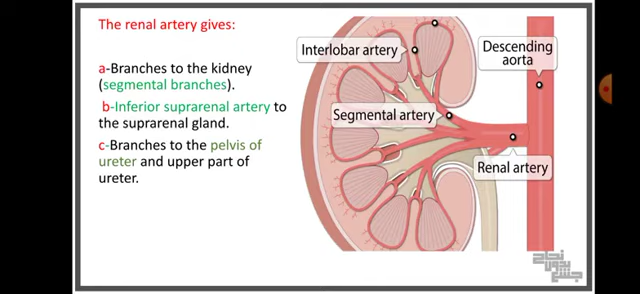 The renal artery gives:
a-Branches to the kidney
(segmental branches).
b-Inferior suprarenal artery to
the suprarenal gland.
c-Branches to the pelvis of
ureter and upper part of
ureter.
Interlobar artery
Descending
aorta
Segmental artery
Renal artery